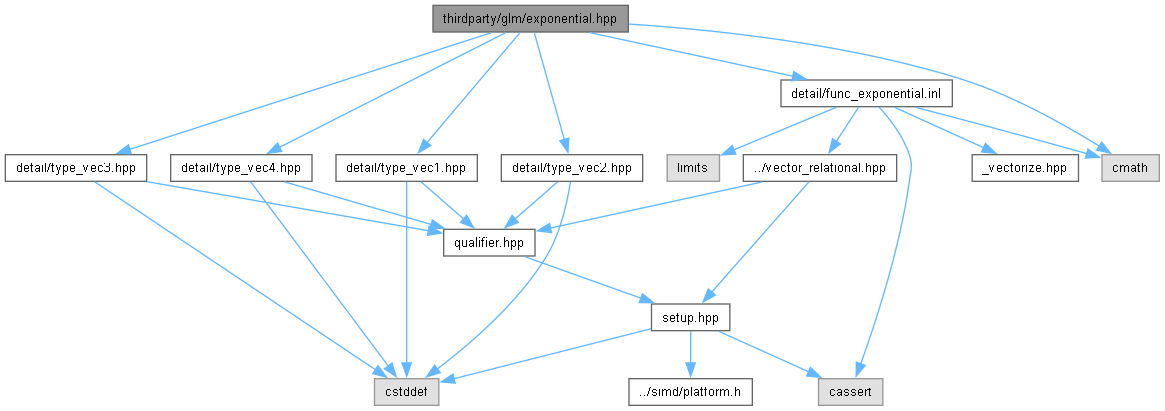 thirdparty/glm/exponential.hpp
detail/func_exponential.inl
detail/type_vec3.hpp
detail/type_vec4.hpp
detail/type_vec1.hpp
detail/type_vec2.hpp
limits
../vector_relational.hpp
_vectorize.hpp
cmath
qualifier.hpp
setup.hpp
cstddef
../simd/platform.h
cassert